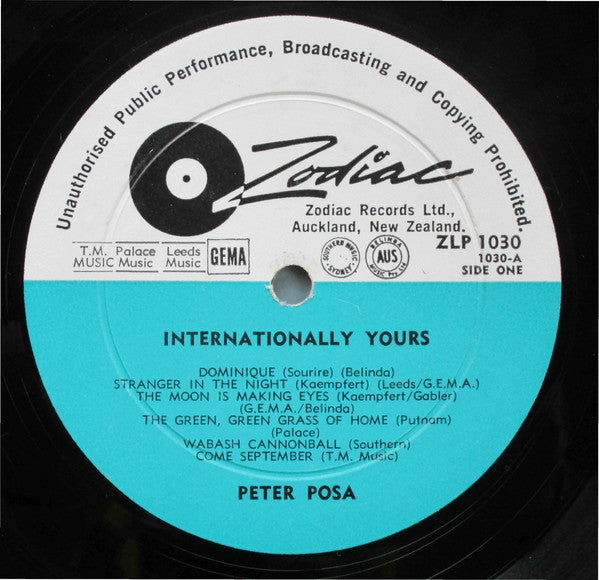 Unauthorised Public Performance, Broadcasting and Copying Prohibited.
Zodiac
Zodiac Records Ltd.,
Auckland, New Zealand.
ZLP 1030
1030-A
SIDE ONE
T.M. MUSIC
Palace Music
Leeds Music
GEMA
SOUTHERN MUSIC SYDNEY
BELINDA AUS MUSIC Pty Ltd
INTERNATIONALLY YOURS
DOMINIQUE (Sourire) (Belinda)
STRANGER IN THE NIGHT (Kaempfert) (Leeds/G.E.M.A.)
THE MOON IS MAKING EYES (Kaempfert/Gabler)
(G.E.M.A./Belinda)
THE GREEN, GREEN GRASS OF HOME (Putnam)
(Palace)
WABASH CANNONBALL (Southern)
COME SEPTEMBER (T.M. Music)
PETER POSA